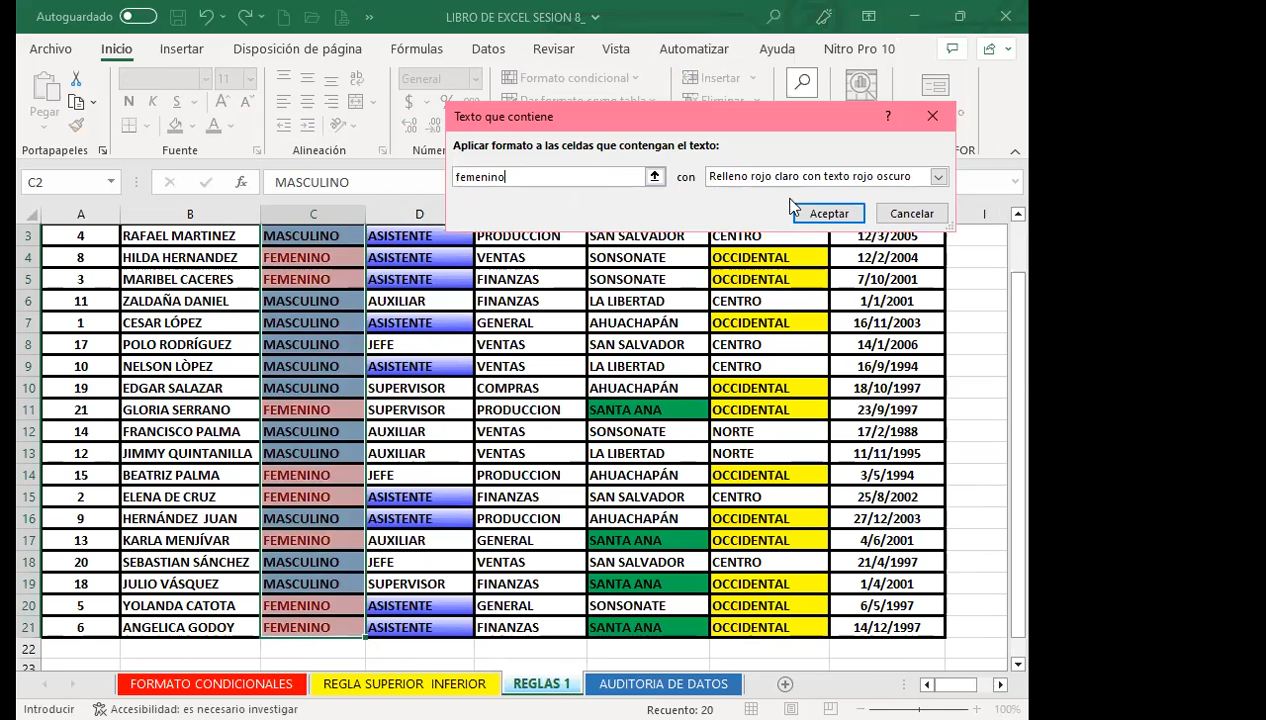 Autoguardado LIBRO DE EXCEL SESION 8_ »
Archivo Inicio Insertar Disposición de página Fórmulas Datos Revisar Vista Automatizar Ayuda Nitro Pro 10
Pegar 11 General Formato condicional Insertar
N K S $ % Dar formato como tabla Eliminar
Portapapeles Fuente Alineación Núm FOR
Texto que contiene ?
Aplicar formato a las celdas que contengan el texto:
femenino con Relleno rojo claro con texto rojo oscuro
Aceptar Cancelar
C2 fx MASCULINO
A B C D I
3 4 RAFAEL MARTINEZ MASCULINO ASISTENTE PRODUCCION SAN SALVADOR CENTRO 12/3/2005
4 8 HILDA HERNANDEZ FEMENINO ASISTENTE VENTAS SONSONATE OCCIDENTAL 12/2/2004
5 3 MARIBEL CACERES FEMENINO ASISTENTE FINANZAS SONSONATE OCCIDENTAL 7/10/2001
6 11 ZALDAÑA DANIEL MASCULINO AUXILIAR FINANZAS LA LIBERTAD CENTRO 1/1/2001
7 1 CESAR LÓPEZ MASCULINO ASISTENTE GENERAL AHUACHAPÁN OCCIDENTAL 16/11/2003
8 17 POLO RODRÍGUEZ MASCULINO JEFE VENTAS SAN SALVADOR CENTRO 14/1/2006
9 10 NELSON LÒPEZ MASCULINO ASISTENTE VENTAS LA LIBERTAD CENTRO 16/9/1994
10 19 EDGAR SALAZAR MASCULINO SUPERVISOR COMPRAS AHUACHAPÁN OCCIDENTAL 18/10/1997
11 21 GLORIA SERRANO FEMENINO SUPERVISOR PRODUCCION SANTA ANA OCCIDENTAL 23/9/1997
12 14 FRANCISCO PALMA MASCULINO AUXILIAR VENTAS SONSONATE NORTE 17/2/1988
13 12 JIMMY QUINTANILLA MASCULINO AUXILIAR VENTAS LA LIBERTAD NORTE 11/11/1995
14 15 BEATRIZ PALMA FEMENINO JEFE PRODUCCION AHUACHAPÁN OCCIDENTAL 3/5/1994
15 2 ELENA DE CRUZ FEMENINO ASISTENTE FINANZAS SAN SALVADOR CENTRO 25/8/2002
16 9 HERNÁNDEZ JUAN MASCULINO ASISTENTE PRODUCCION AHUACHAPÁN OCCIDENTAL 27/12/2003
17 13 KARLA MENJÍVAR FEMENINO AUXILIAR GENERAL SANTA ANA OCCIDENTAL 4/6/2001
18 20 SEBASTIAN SÁNCHEZ MASCULINO JEFE VENTAS SAN SALVADOR CENTRO 21/4/1997
19 18 JULIO VÁSQUEZ MASCULINO SUPERVISOR FINANZAS SANTA ANA OCCIDENTAL 1/4/2001
20 5 YOLANDA CATOTA FEMENINO ASISTENTE GENERAL SONSONATE OCCIDENTAL 6/5/1997
21 6 ANGELICA GODOY FEMENINO ASISTENTE FINANZAS SANTA ANA OCCIDENTAL 14/12/1997
22
23
FORMATO CONDICIONALES REGLA SUPERIOR INFERIOR REGLAS 1 AUDITORIA DE DATOS
Introducir Accesibilidad: es necesario investigar Recuento: 20 100%